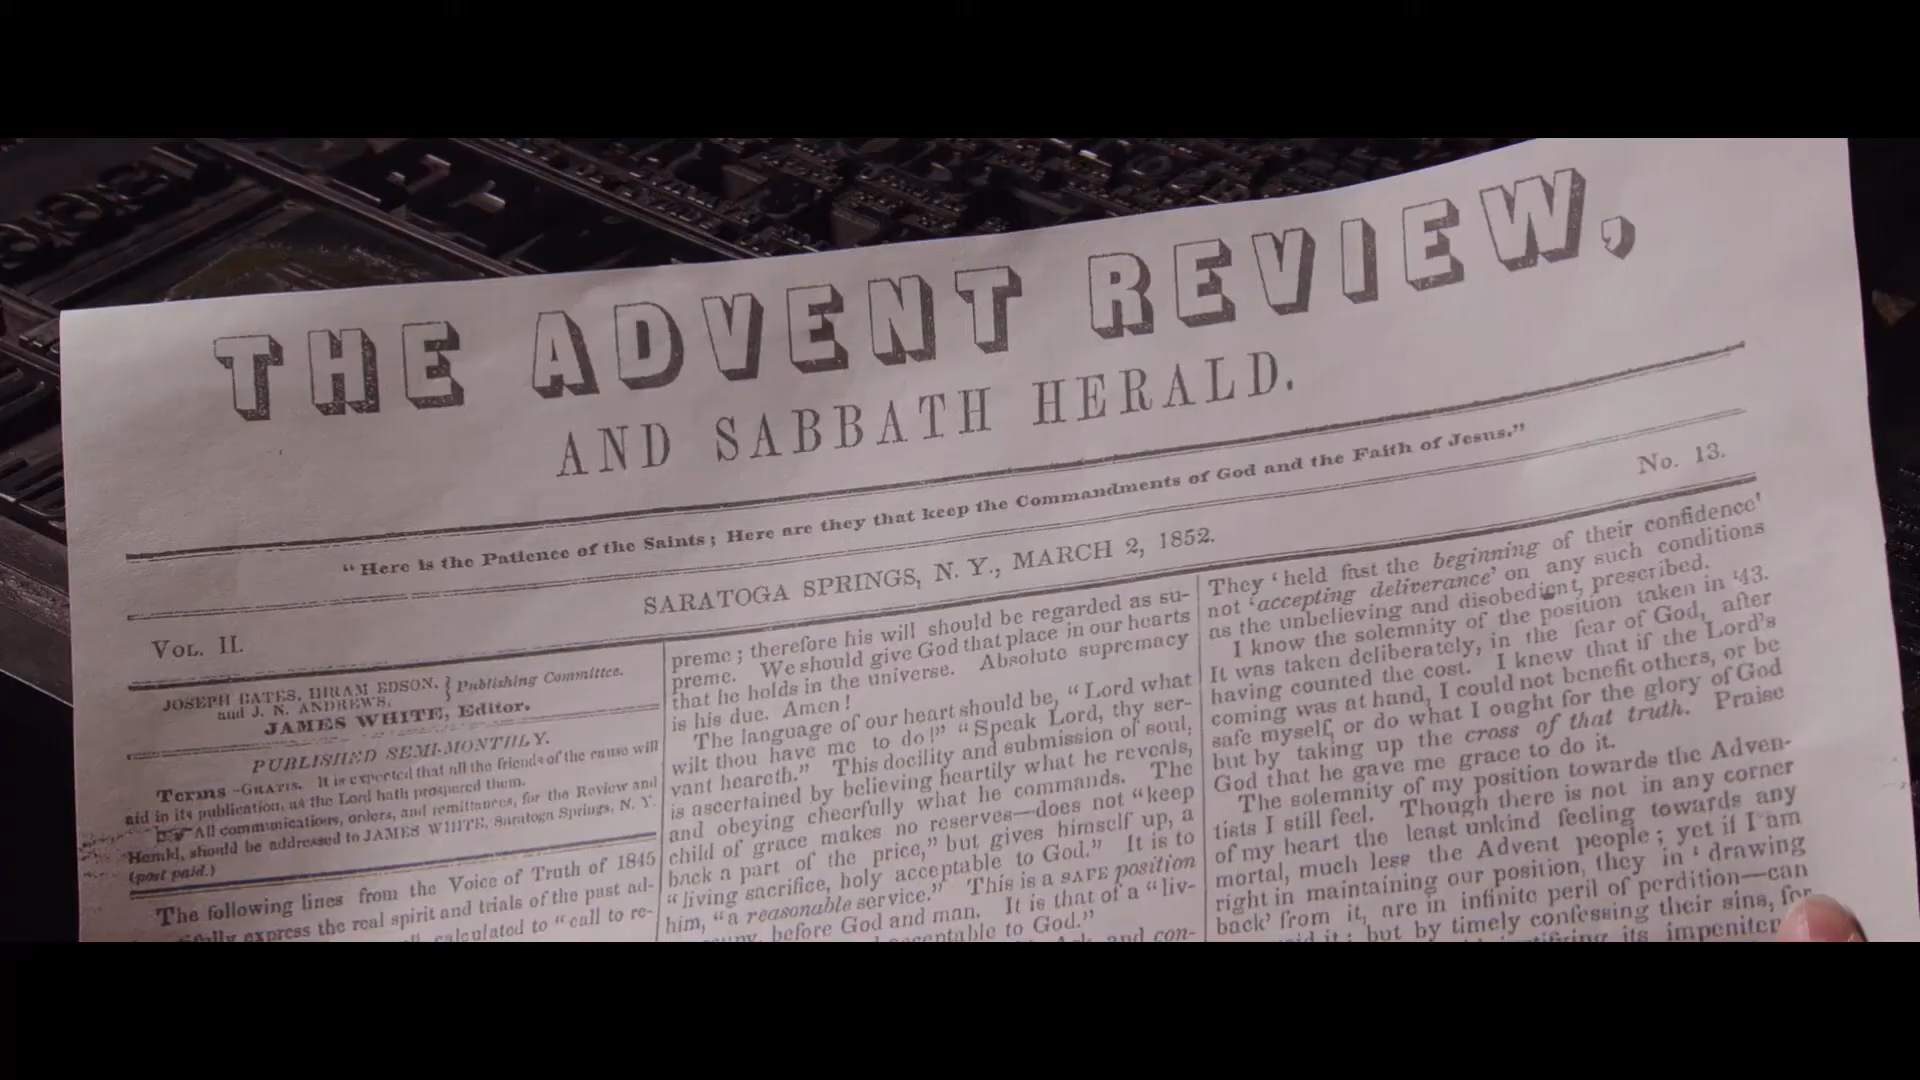 THE ADVENT REVIEW,
AND SABBATH HERALD.
"Here is the Patience of the Saints; Here are they that keep the Commandments of God and the Faith of Jesus."
VOL. II.
SARATOGA SPRINGS, N. Y., MARCH 2, 1852.
No. 13.
JOSEPH BATES, HIRAM EDSON,
and J. N. ANDREWS,
} Publishing Committee.
JAMES WHITE, Editor.
PUBLISHED SEMI-MONTHLY.
Terms—GRATIS. It is expected that all the friends of the cause will
aid in its publication, as the Lord hath prospered them.
☞ All communications, orders, and remittances, for the Review and
Herald, should be addressed to JAMES WHITE, Saratoga Springs, N. Y.
(post paid.)
The following lines from the Voice of Truth of 1845
express the real spirit and trials of the past ad-
calculated to "call to re-
preme; therefore his will should be regarded as su-
preme. We should give God that place in our hearts
that he holds in the universe. Absolute supremacy
is his due. Amen!
The language of our heart should be, "Lord what
wilt thou have me to do!" "Speak Lord, thy ser-
vant heareth." This docility and submission of soul,
is ascertained by believing heartily what he reveals,
and obeying cheerfully what he commands. The
child of grace makes no reserves—does not "keep
back a part of the price," but gives himself up, a
"living sacrifice, holy acceptable to God." It is to
him, "a reasonable service." This is a SAFE position
before God and man. It is that of a "liv-
acceptable to God."
and con-
They 'held fast the beginning of their confidence'
not 'accepting deliverance' on any such conditions
as the unbelieving and disobedient, prescribed.
I know the solemnity of the position taken in '43.
It was taken deliberately, in the fear of God, after
having counted the cost. I knew that if the Lord's
coming was at hand, I could not benefit others, or be
safe myself, or do what I ought for the glory of God
but by taking up the cross of that truth. Praise
God that he gave me grace to do it.
The solemnity of my position towards the Adven-
tists I still feel. Though there is not in any corner
of my heart the least unkind feeling towards any
mortal, much less the Advent people; yet if I am
right in maintaining our position, they in 'drawing
back' from it, are in infinite peril of perdition—can
it; but by timely confessing their sins, for
its